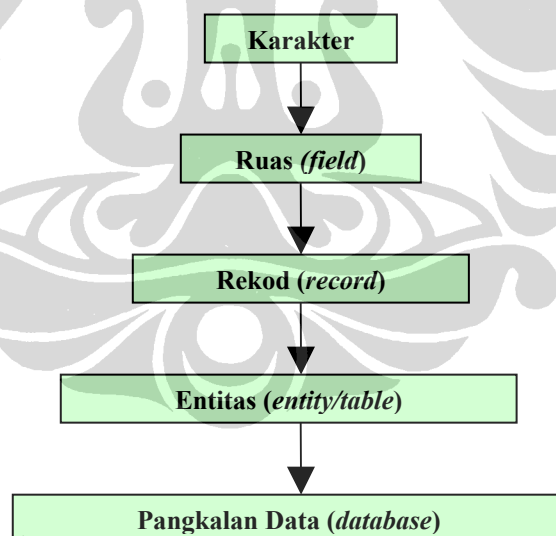 Karakter
Ruas (field)
Rekod (record)
Entitas (entity/table)
Pangkalan Data (database)